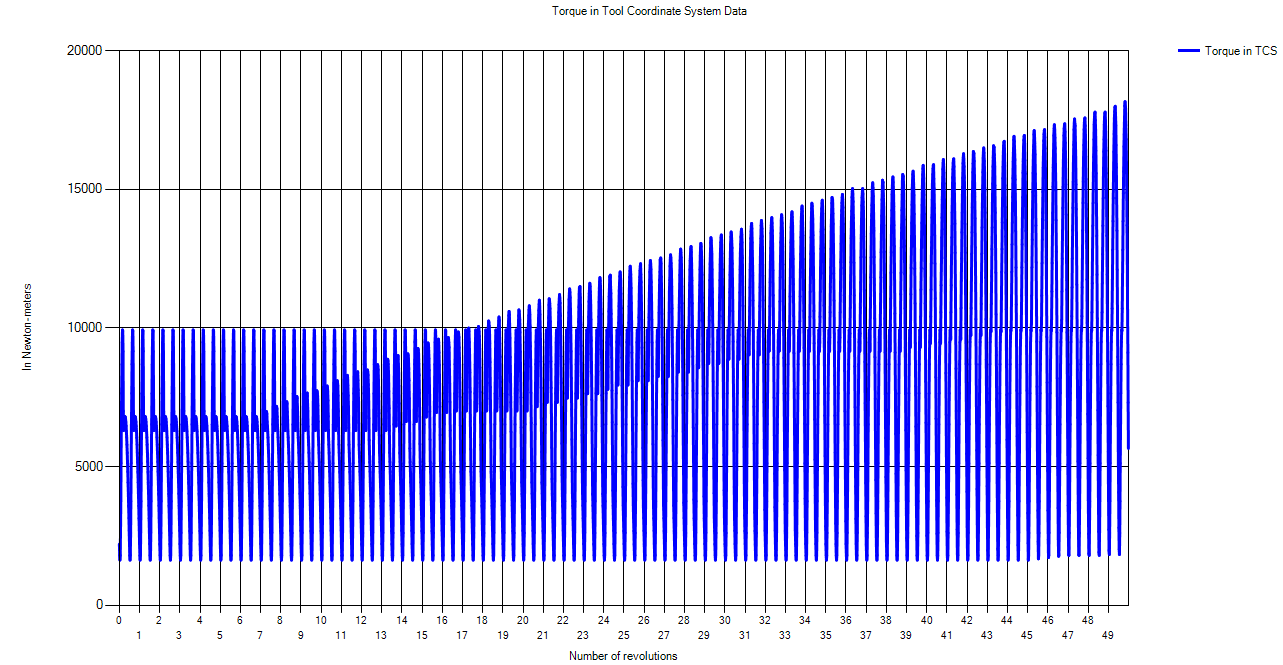 Torque in Tool Coordinate System Data
20000
Torque in TCS
15000
10000
In Newton-meters
5000
0
0 2 4 6 8 10 12 14 16 18 20 22 24 26 28 30 32 34 36 38 40 42 44 46 48
1 3 5 7 9 11 13 15 17 19 21 23 25 27 29 31 33 35 37 39 41 43 45 47 49
Number of revolutions